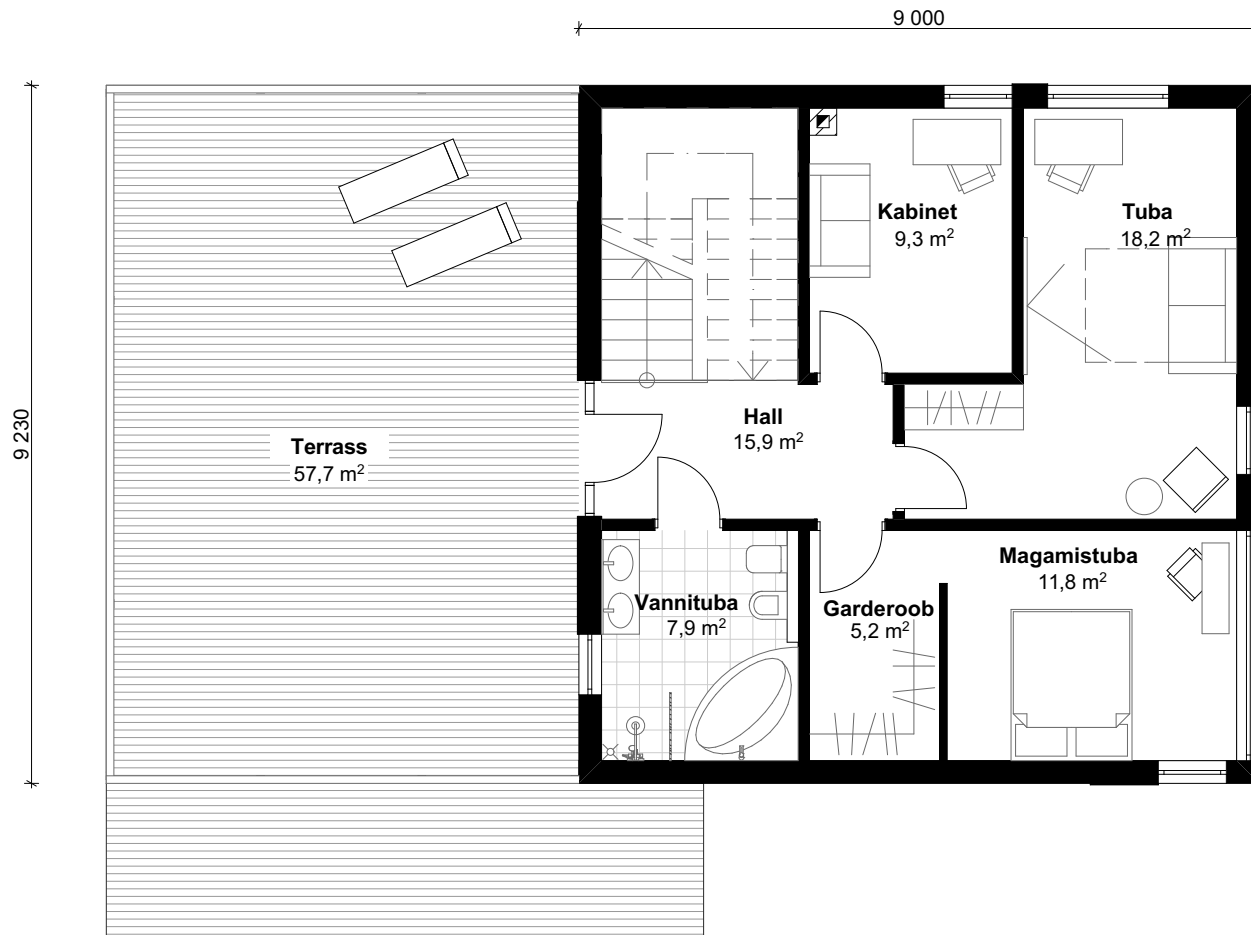 9 000
9 230
Kabinet
9,3 m²
Tuba
18,2 m²
Hall
15,9 m²
Terrass
57,7 m²
Magamistuba
11,8 m²
Vannituba
7,9 m²
Garderoob
5,2 m²